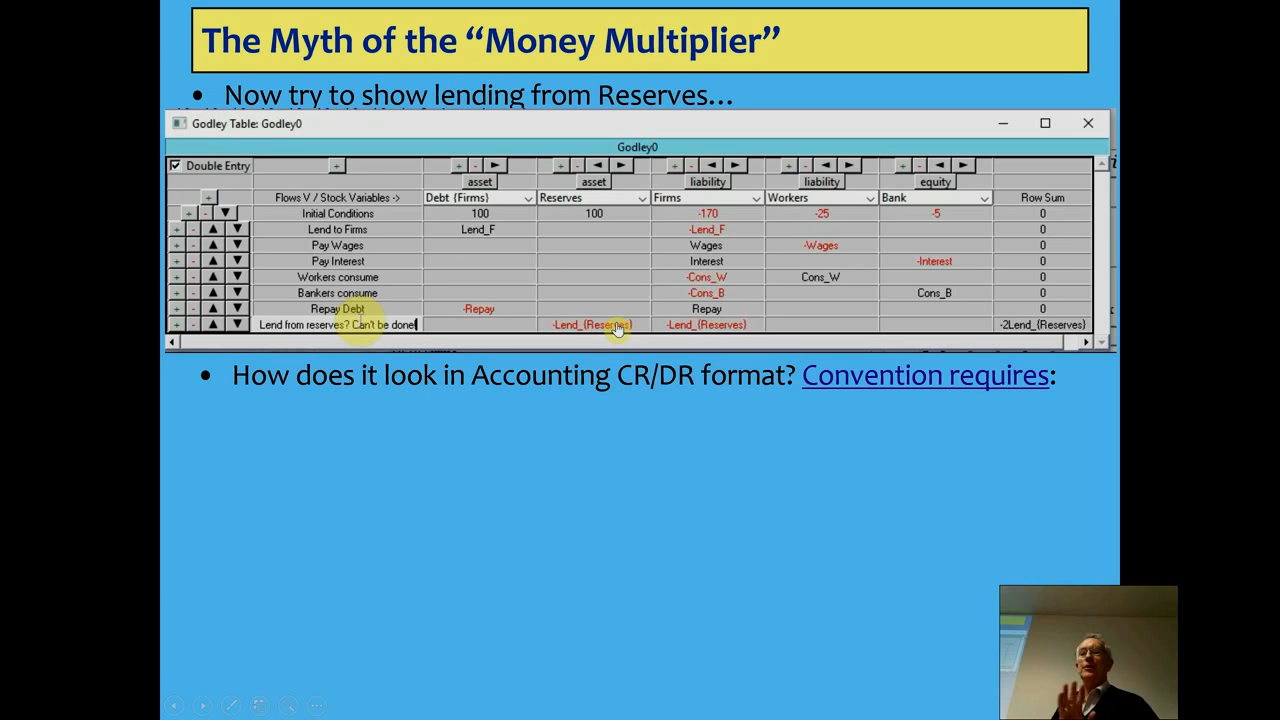 The Myth of the “Money Multiplier”
• Now try to show lending from Reserves…
Godley Table: Godley0
Godley0
Double Entry + + - + - + - + - + -
asset asset liability liability equity
+ Flows V / Stock Variables -> Debt {Firms} Reserves Firms Workers Bank Row Sum
+ - Initial Conditions 100 100 -170 -25 -5 0
+ - Lend to Firms Lend_F -Lend_F 0
+ - Pay Wages Wages -Wages 0
+ - Pay Interest Interest -Interest 0
+ - Workers consume -Cons_W Cons_W 0
+ - Bankers consume -Cons_B Cons_B 0
+ - Repay Debt -Repay Repay 0
+ - Lend from reserves? Can't be done -Lend_{Reserves} -Lend_{Reserves} -2Lend_{Reserves}
• How does it look in Accounting CR/DR format? Convention requires: